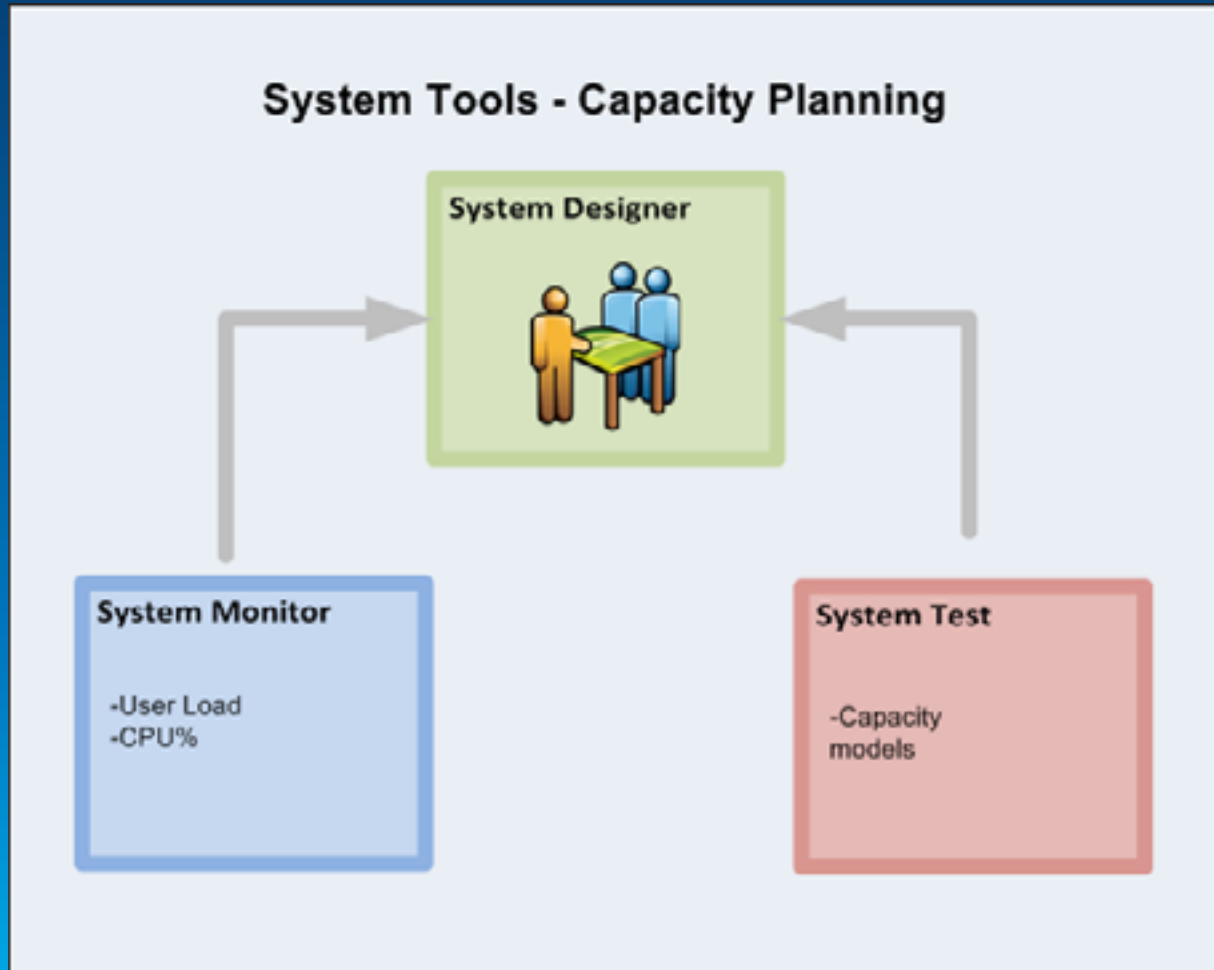 System Tools - Capacity Planning
System Designer
System Monitor
-User Load
-CPU%
System Test
-Capacity
models